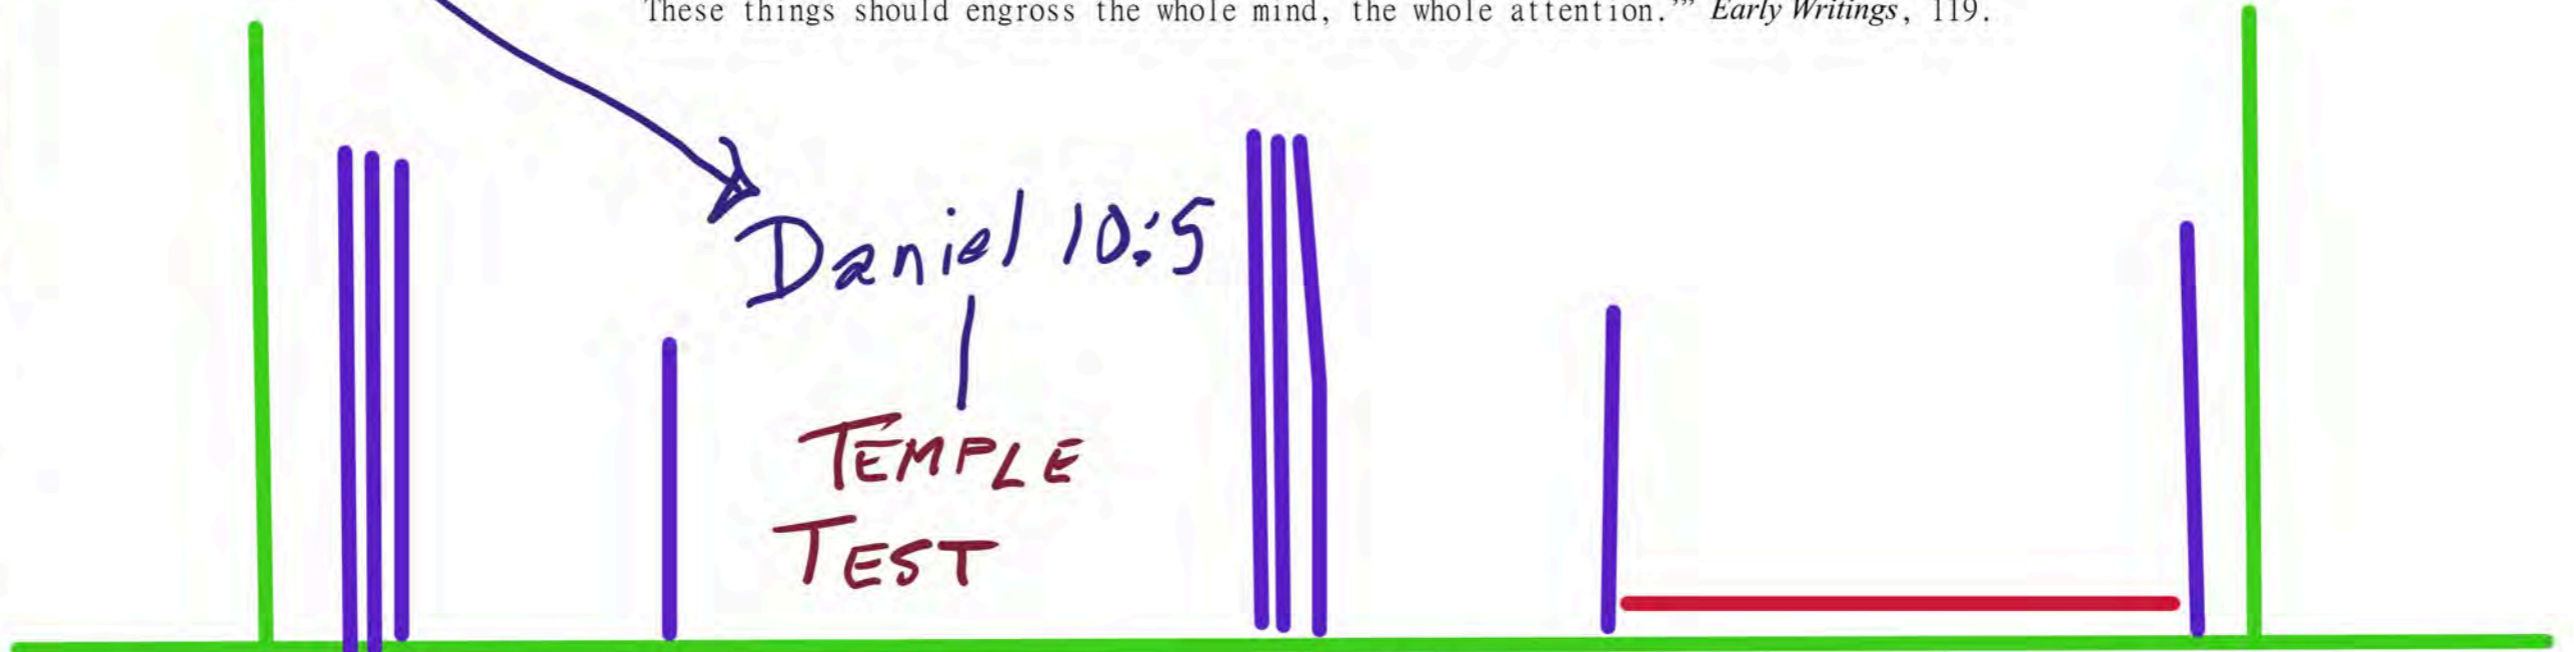 These things should engross the whole mind, the whole attention.’” Early Writings, 119.
Daniel 10:5
TEMPLE
TEST